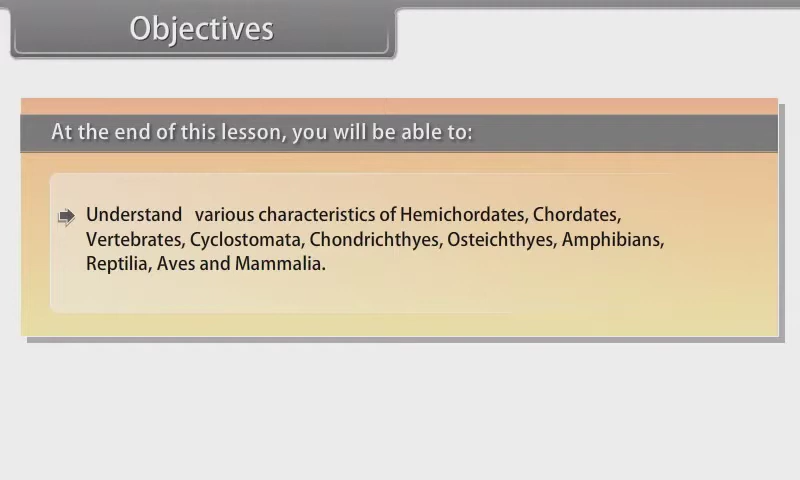 Objectives
At the end of this lesson, you will be able to:
Understand various characteristics of Hemichordates, Chordates,
Vertebrates, Cyclostomata, Chondrichthyes, Osteichthyes, Amphibians,
Reptilia, Aves and Mammalia.